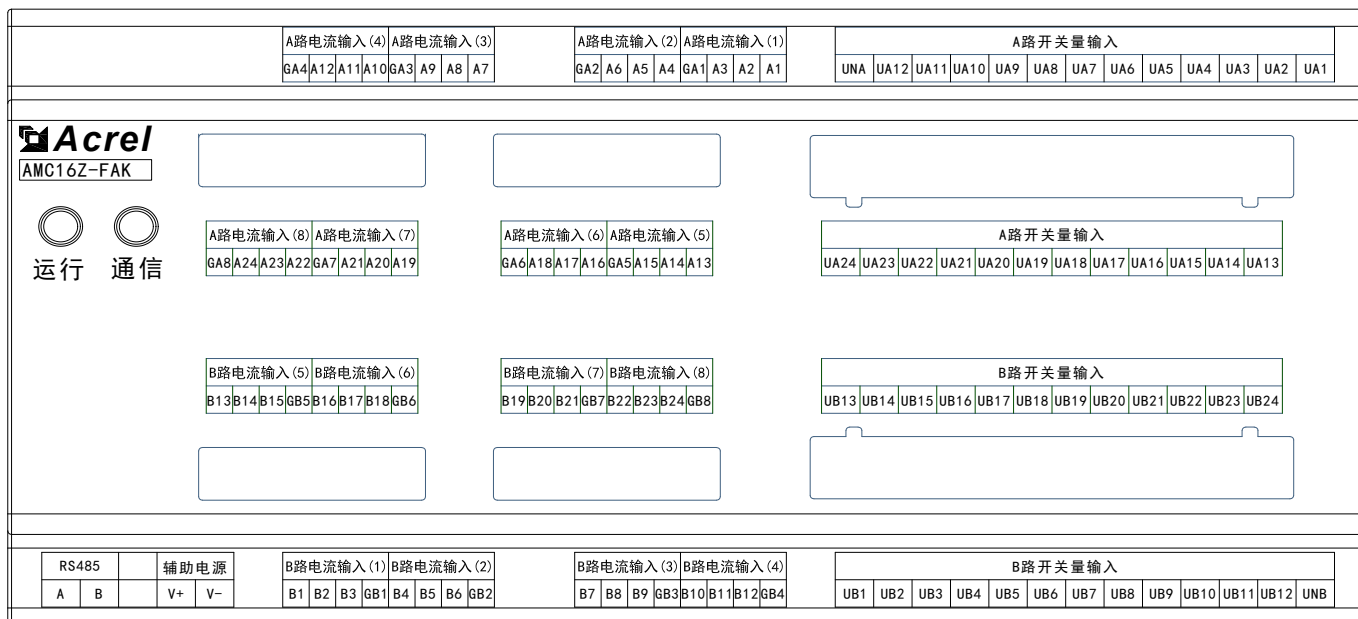 A路电流输入(4) A路电流输入(3) A路电流输入(2) A路电流输入(1) A路开关量输入
GA4 A12 A11 A10 GA3 A9 A8 A7 GA2 A6 A5 A4 GA1 A3 A2 A1 UNA UA12 UA11 UA10 UA9 UA8 UA7 UA6 UA5 UA4 UA3 UA2 UA1
Acrel
AMC16Z-FAK
运行 通信
A路电流输入(8) A路电流输入(7) A路电流输入(6) A路电流输入(5) A路开关量输入
GA8 A24 A23 A22 GA7 A21 A20 A19 GA6 A18 A17 A16 GA5 A15 A14 A13 UA24 UA23 UA22 UA21 UA20 UA19 UA18 UA17 UA16 UA15 UA14 UA13
B路电流输入(5) B路电流输入(6) B路电流输入(7) B路电流输入(8) B路开关量输入
B13 B14 B15 GB5 B16 B17 B18 GB6 B19 B20 B21 GB7 B22 B23 B24 GB8 UB13 UB14 UB15 UB16 UB17 UB18 UB19 UB20 UB21 UB22 UB23 UB24
RS485 辅助电源 B路电流输入(1) B路电流输入(2) B路电流输入(3) B路电流输入(4) B路开关量输入
A B V+ V- B1 B2 B3 GB1 B4 B5 B6 GB2 B7 B8 B9 GB3 B10 B11 B12 GB4 UB1 UB2 UB3 UB4 UB5 UB6 UB7 UB8 UB9 UB10 UB11 UB12 UNB